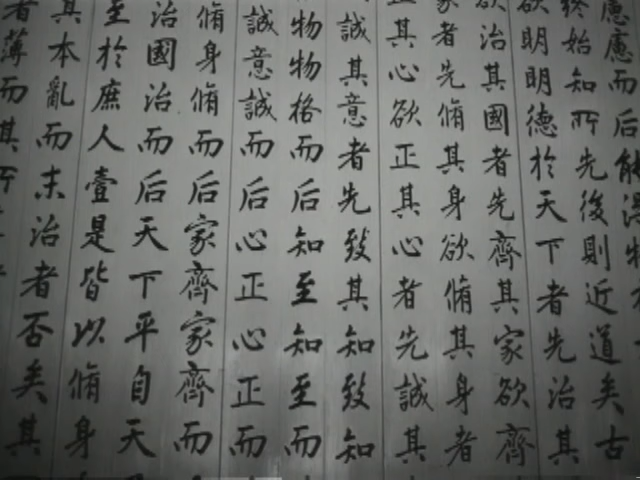 慮慮而后能得物有
終始知所先後則近道矣古
欲明明德於天下者先治其
欲治其國者先齊其家欲齊
家者先脩其身欲脩其身者
正其心欲正其心者先誠其
誠其意者先致其知致知
物物格而后知至知至而
誠意誠而后心正心正而
脩身脩而后家齊家齊而
治國治而后天下平自天
至於庶人壹是皆以脩身
其本亂而末治者否矣其
者薄而其所